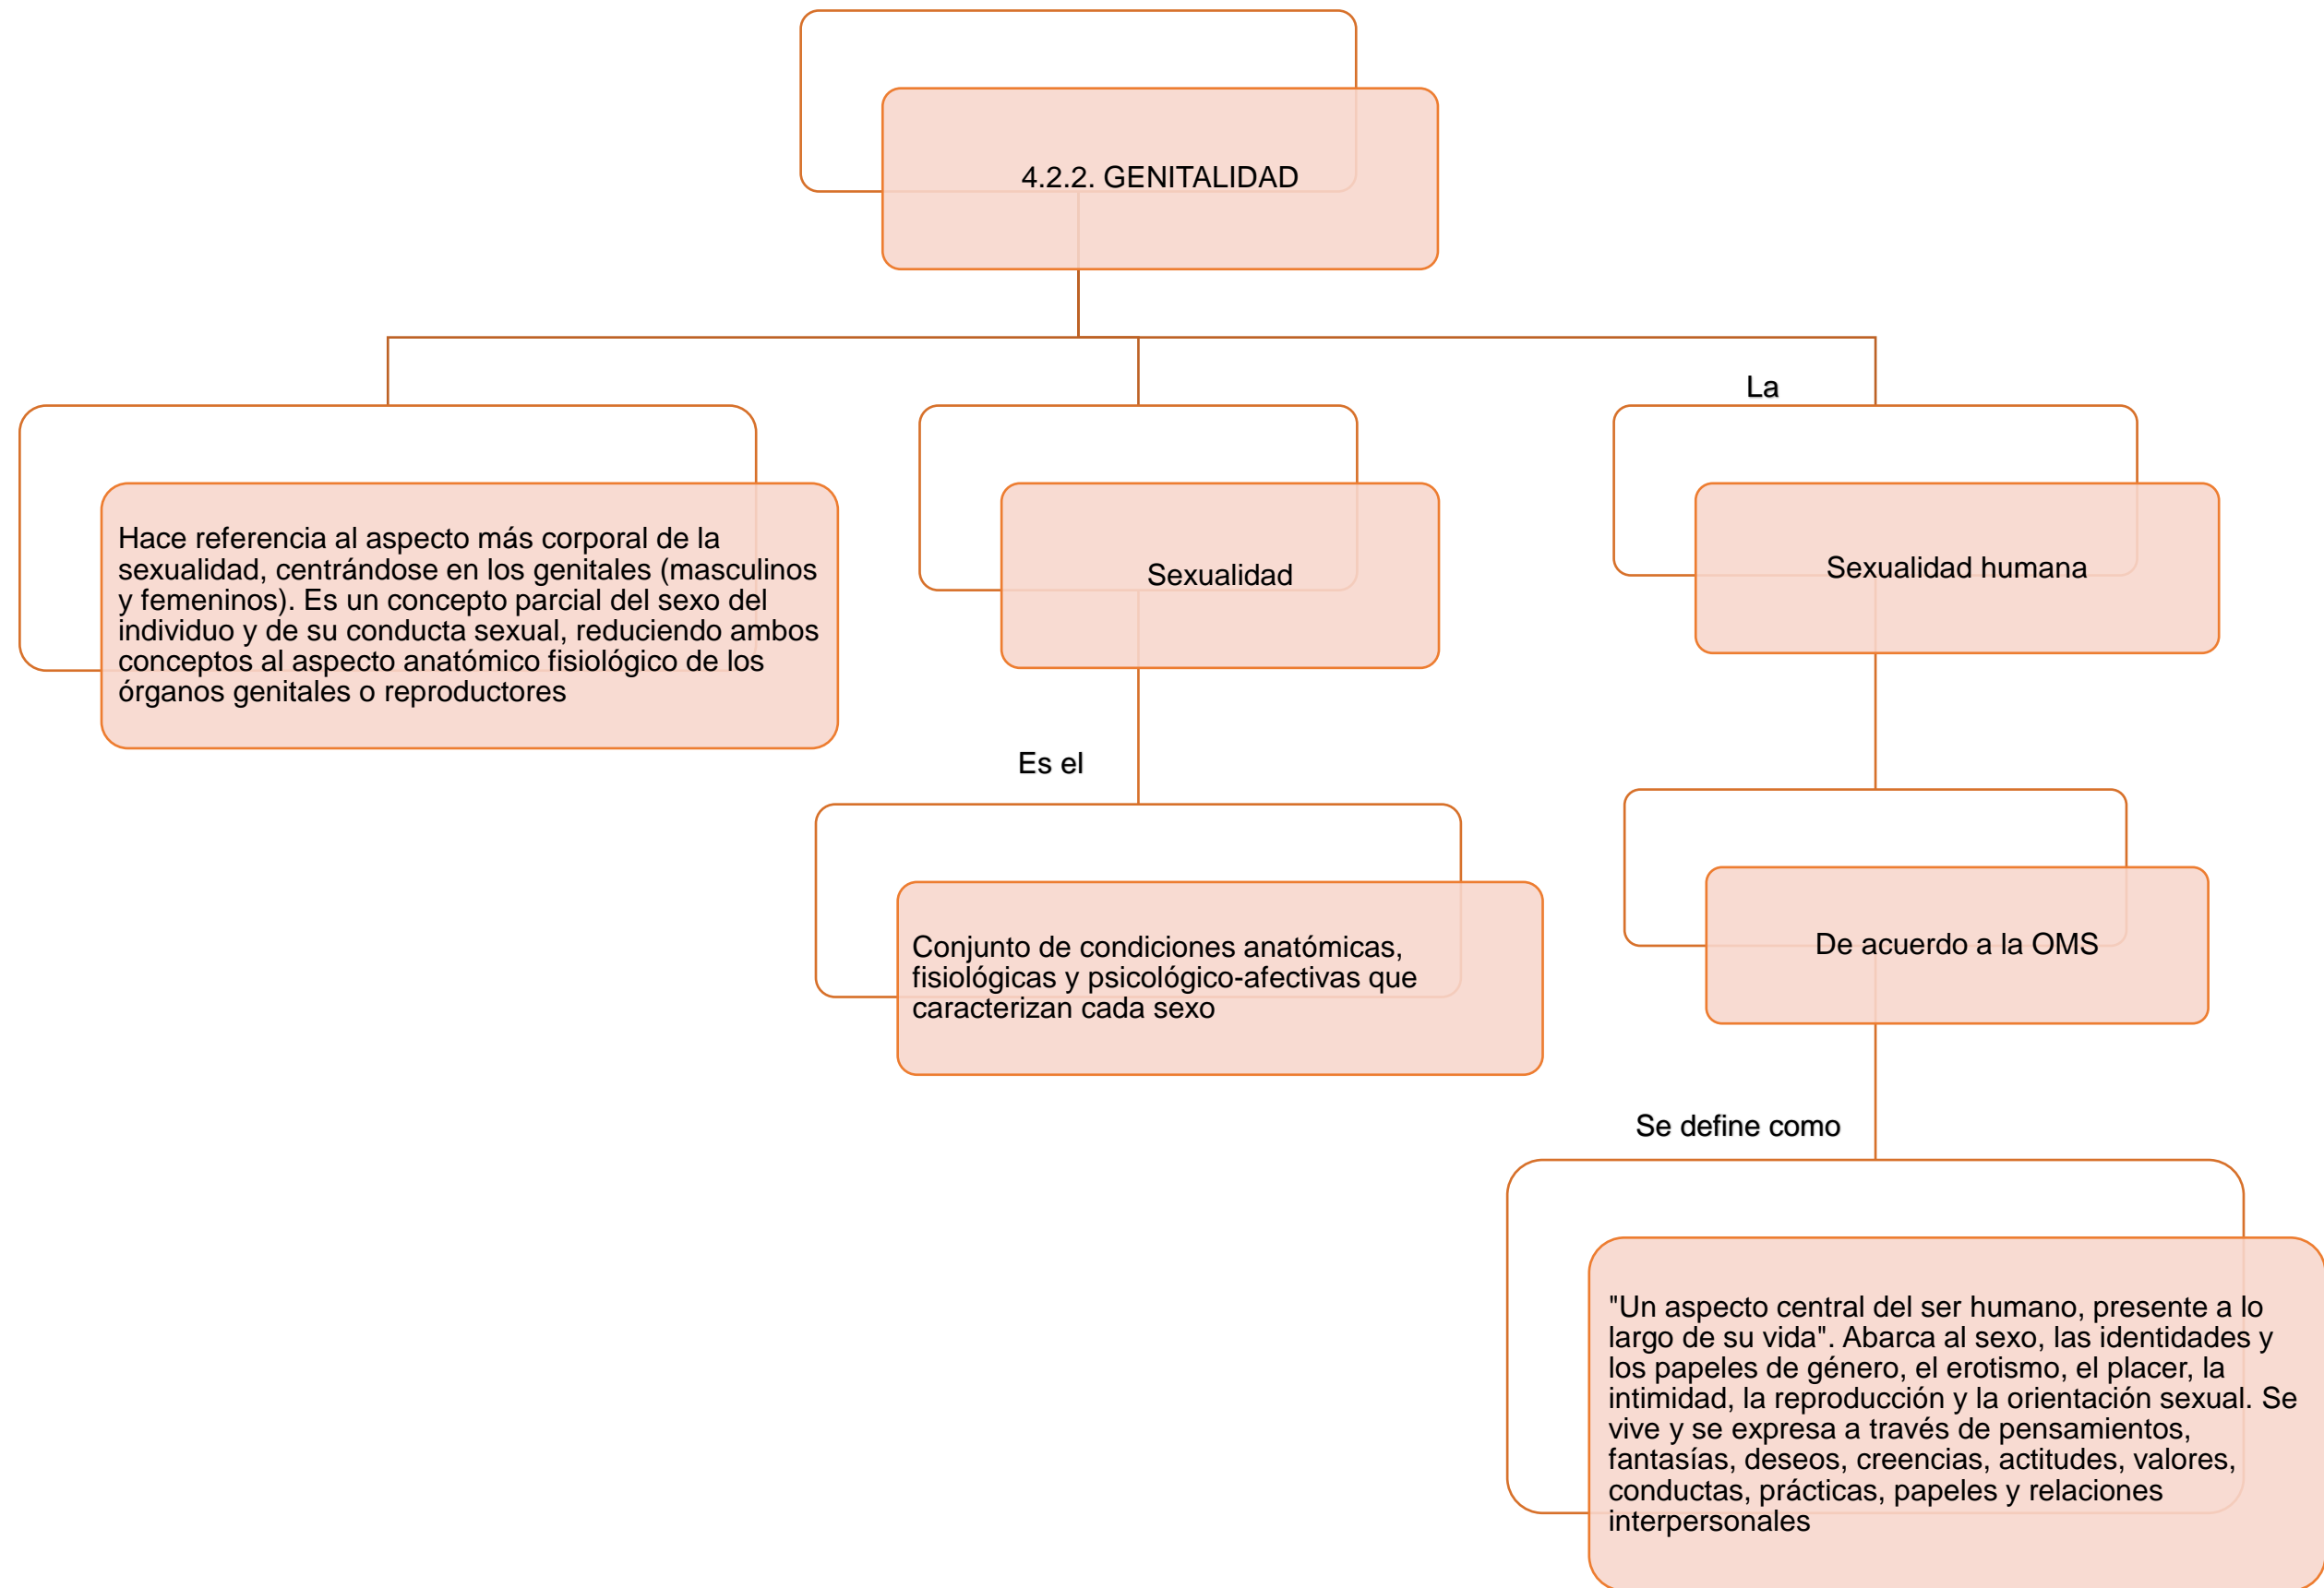 4.2.2. GENITALIDAD
Hace referencia al aspecto más corporal de la
sexualidad, centrándose en los genitales (masculinos
y femeninos). Es un concepto parcial del sexo del
individuo y de su conducta sexual, reduciendo ambos
conceptos al aspecto anatómico fisiológico de los
órganos genitales o reproductores
Sexualidad
Es el
Conjunto de condiciones anatómicas,
fisiológicas y psicológico-afectivas que
caracterizan cada sexo
La
Sexualidad humana
De acuerdo a la OMS
Se define como
"Un aspecto central del ser humano, presente a lo
largo de su vida". Abarca al sexo, las identidades y
los papeles de género, el erotismo, el placer, la
intimidad, la reproducción y la orientación sexual. Se
vive y se expresa a través de pensamientos,
fantasías, deseos, creencias, actitudes, valores,
conductas, prácticas, papeles y relaciones
interpersonales